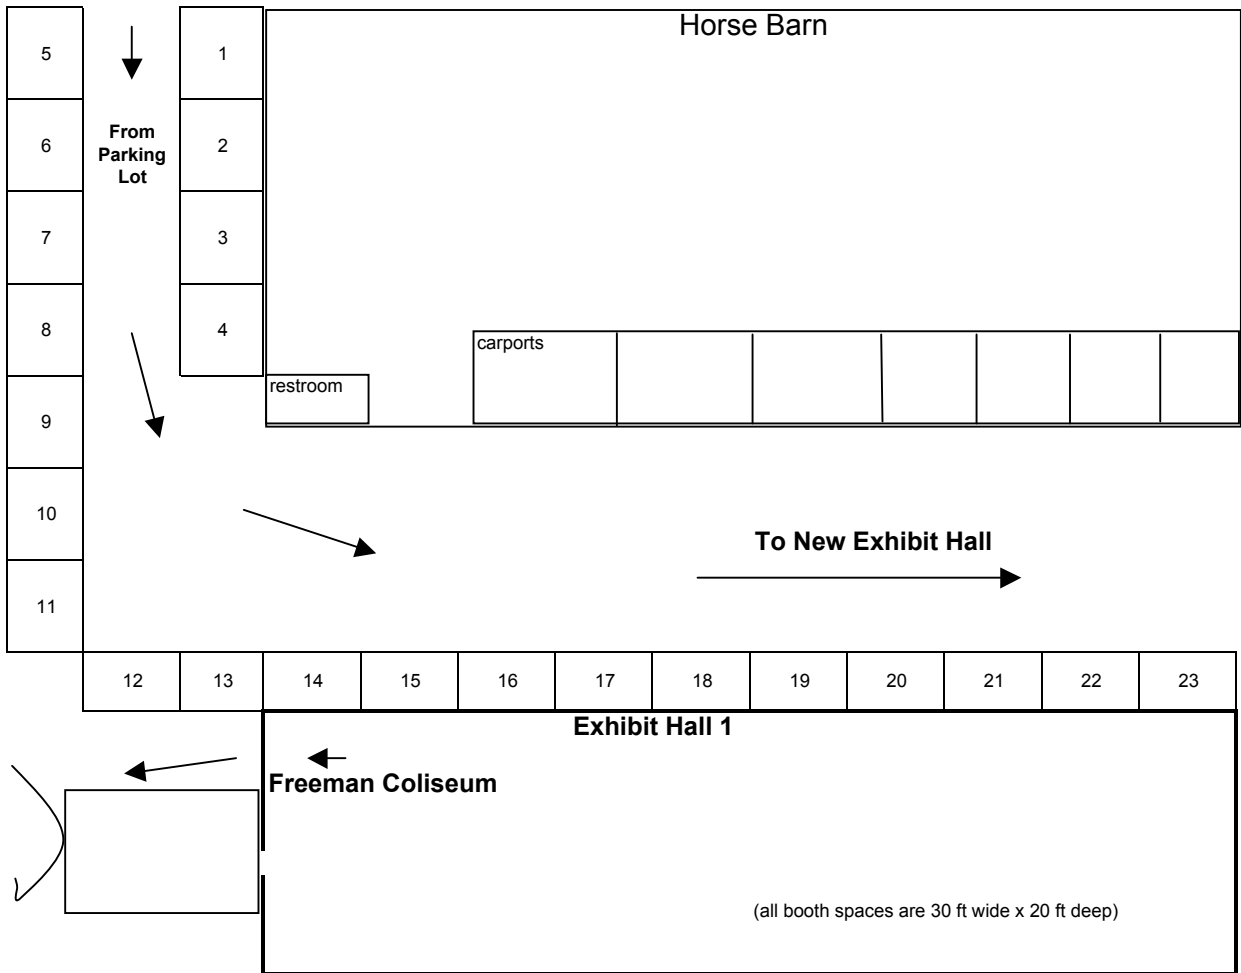 Horse Barn
5
1
From
Parking
Lot
6
2
7
3
8
4
carports
restroom
9
10
To New Exhibit Hall
11
12
13
14
15
16
17
18
19
20
21
22
23
Exhibit Hall 1
Freeman Coliseum
(all booth spaces are 30 ft wide x 20 ft deep)